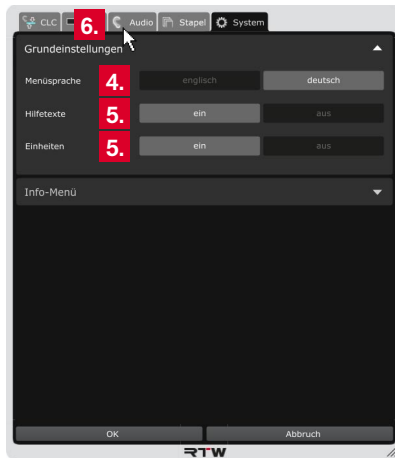 CLC 6. Audio Stapel System
Grundeinstellungen
Menüsprache 4. englisch deutsch
Hilfetexte 5. ein aus
Einheiten 5. ein aus
Info-Menü
OK Abbruch
RTW